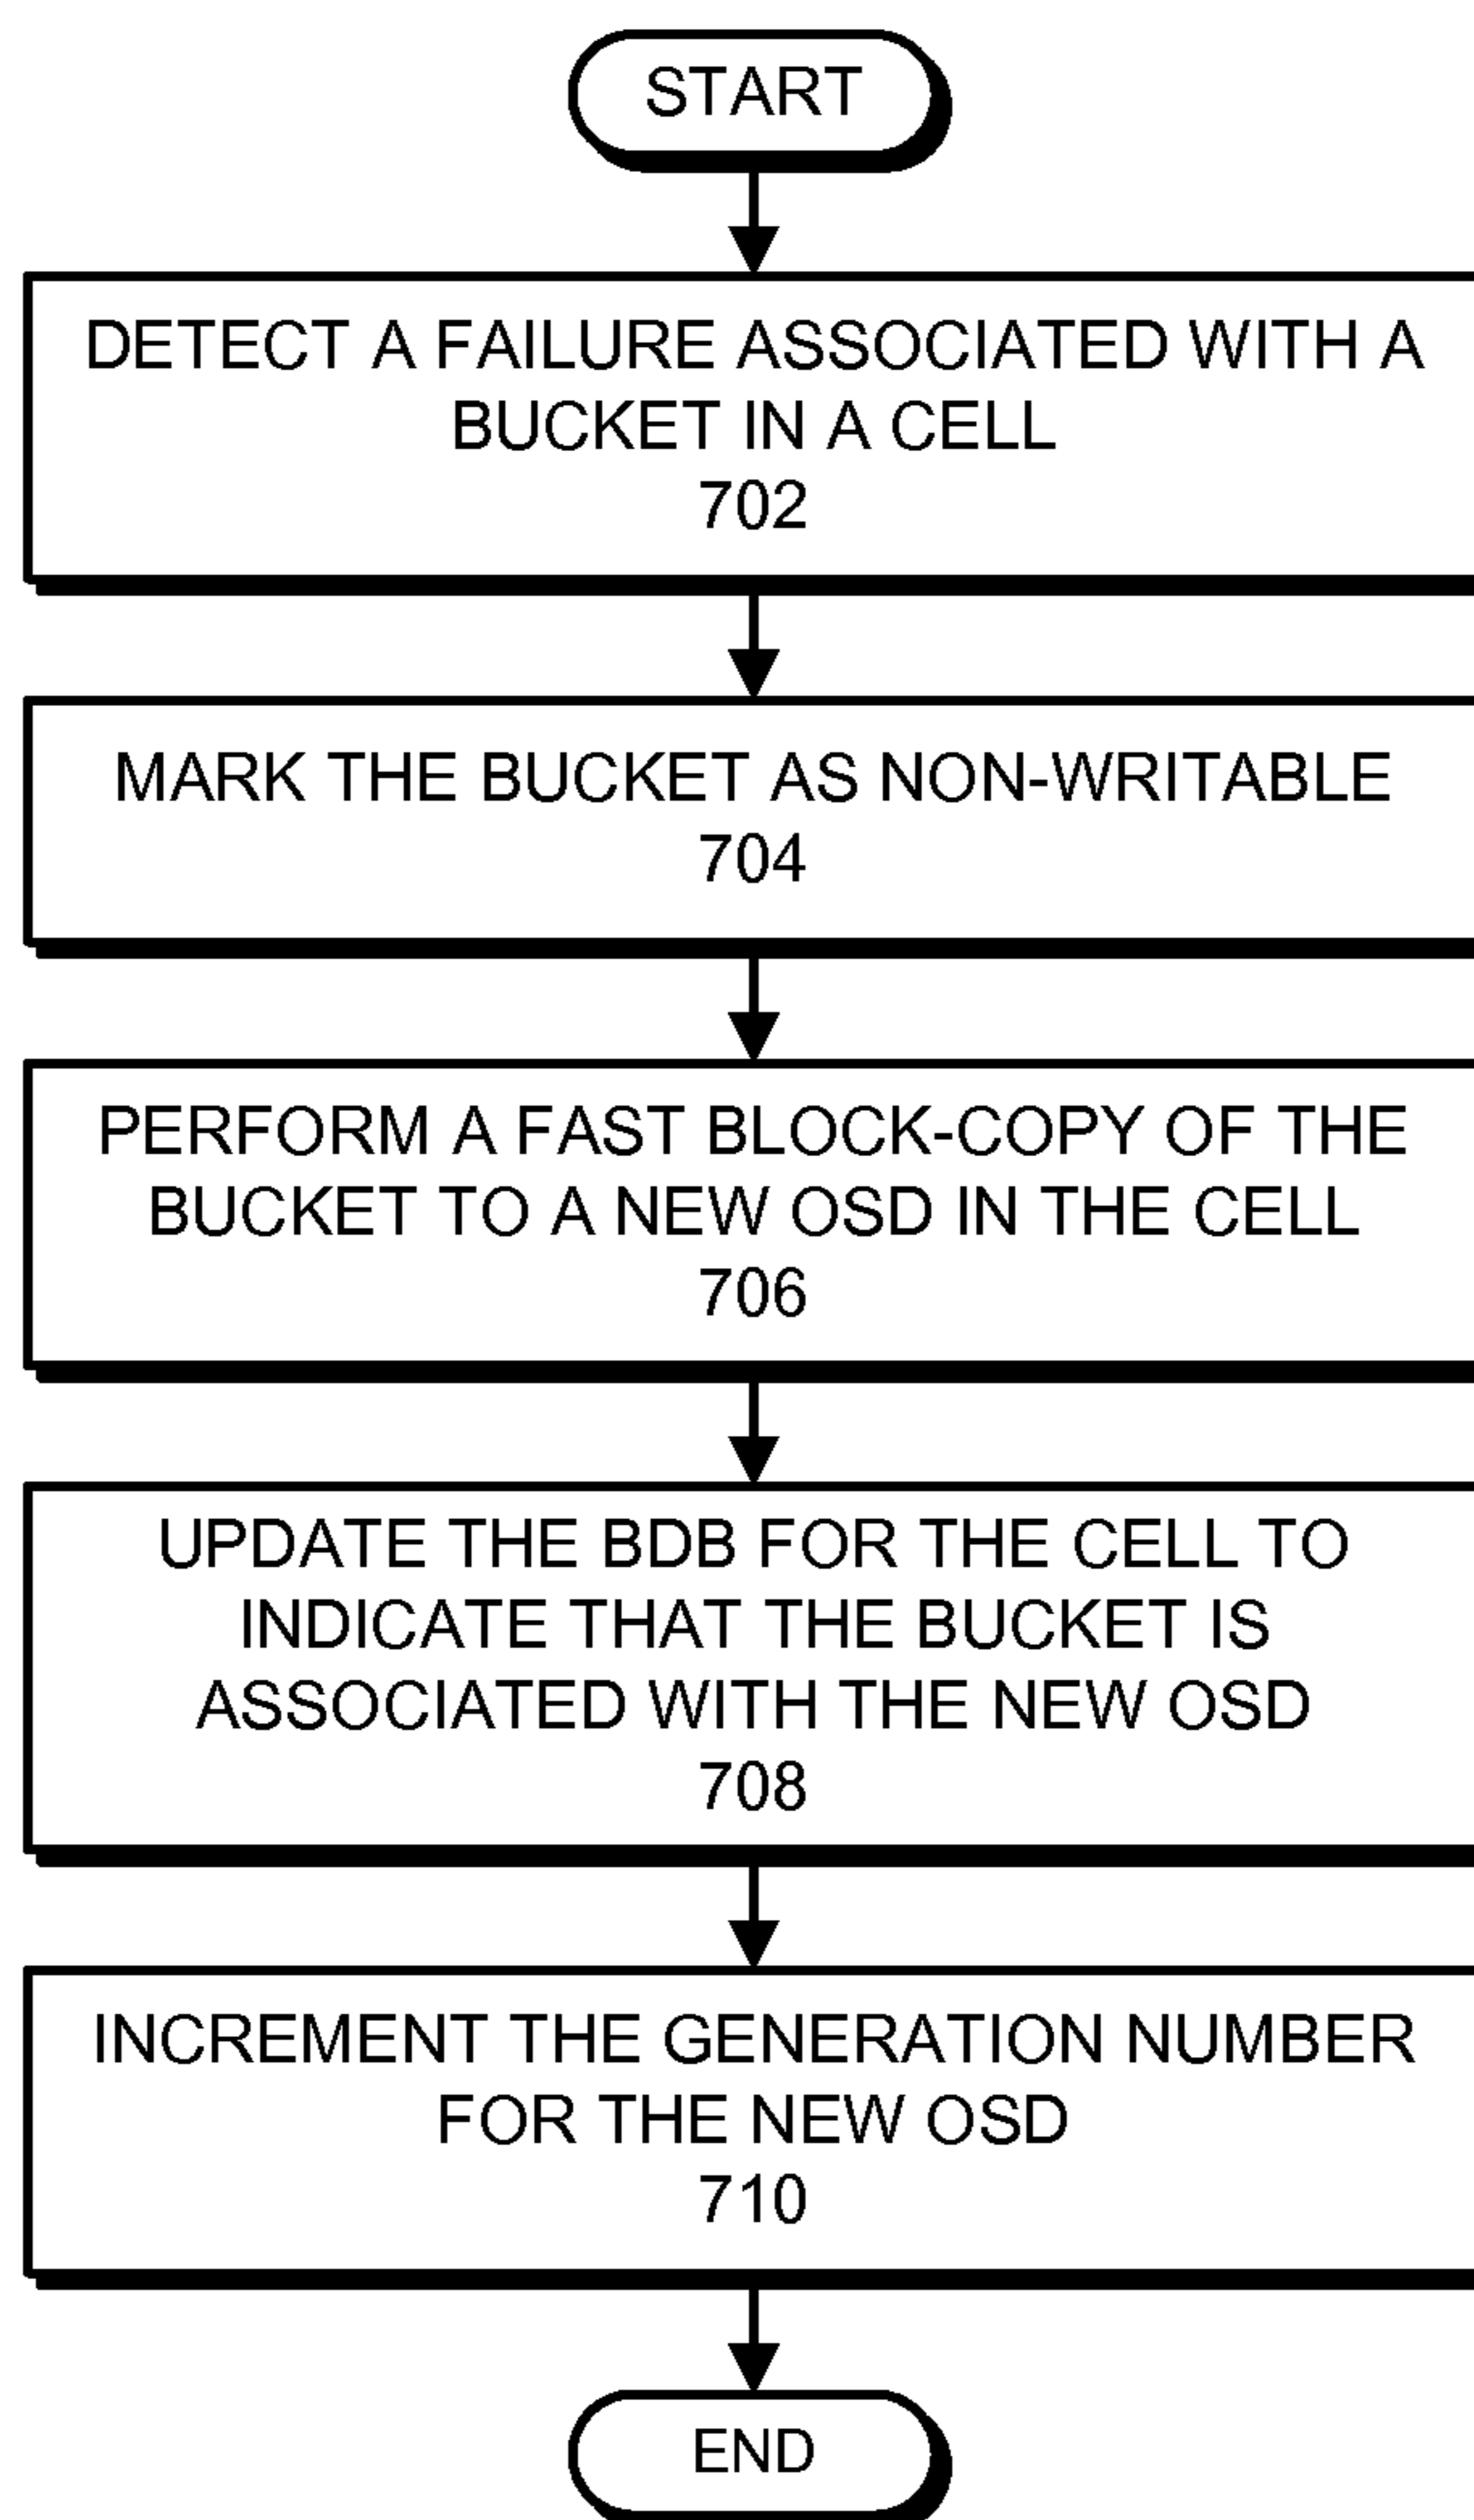 START
DETECT A FAILURE ASSOCIATED WITH A
BUCKET IN A CELL
702
MARK THE BUCKET AS NON-WRITABLE
704
PERFORM A FAST BLOCK-COPY OF THE
BUCKET TO A NEW OSD IN THE CELL
706
UPDATE THE BDB FOR THE CELL TO
INDICATE THAT THE BUCKET IS
ASSOCIATED WITH THE NEW OSD
708
INCREMENT THE GENERATION NUMBER
FOR THE NEW OSD
710
END